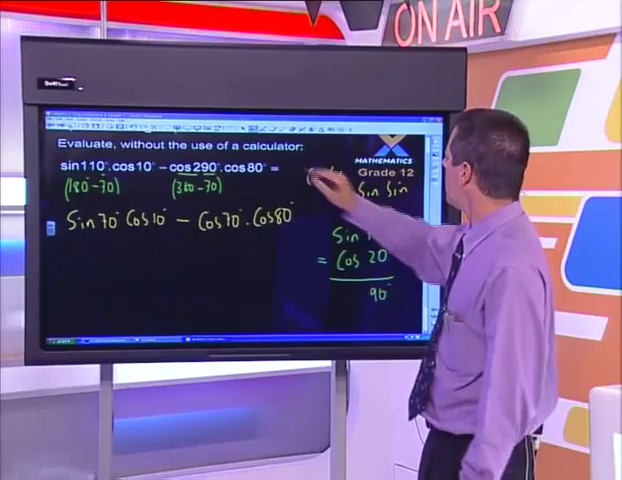 ON AIR
Evaluate, without the use of a calculator:
sin110°.cos10° − cos290°.cos80° =
MATHEMATICS
Grade 12
(180° − 70°) (360 − 70°)
Sin Sin
Sin70° Cos10° − Cos70° . Cos80°
Sin
= Cos 20
90°